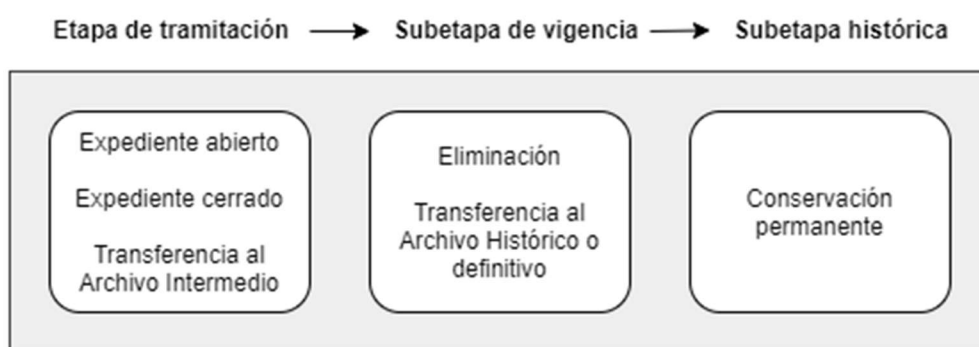 Etapa de tramitación
Subetapa de vigencia
Subetapa histórica
Expediente abierto
Expediente cerrado
Transferencia al
Archivo Intermedio
Eliminación
Transferencia al
Archivo Histórico o
definitivo
Conservación
permanente